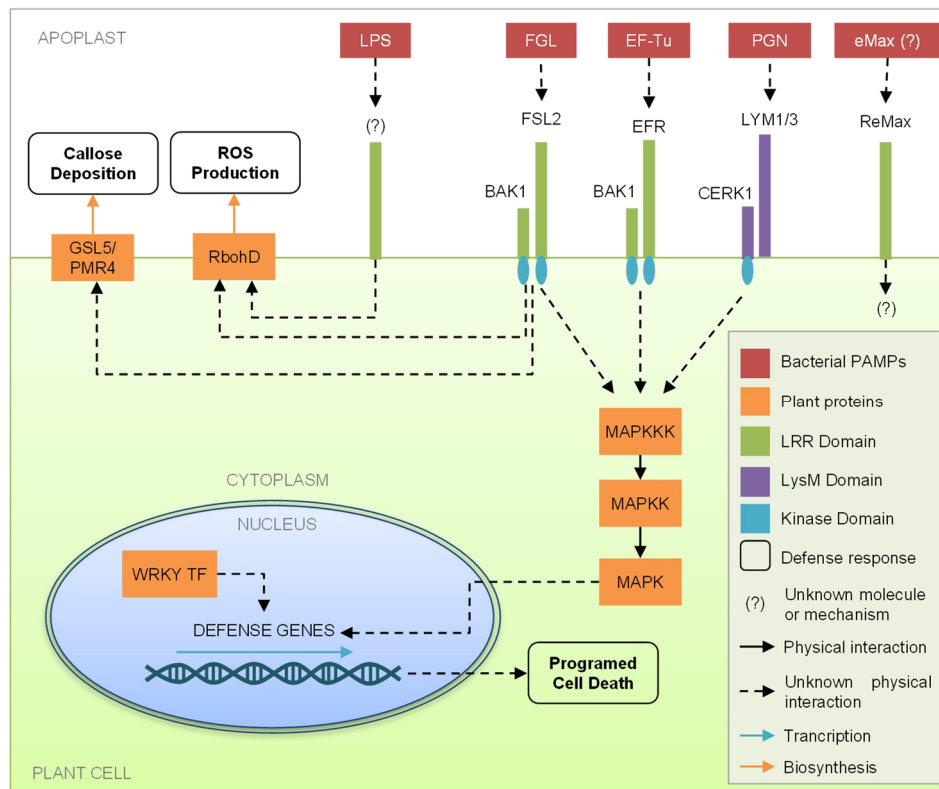 APOPLAST
LPS
FGL
EF-Tu
PGN
eMax (?)
(?)
FSL2
EFR
LYM1/3
ReMax
Callose
Deposition
ROS
Production
BAK1
BAK1
CERK1
GSL5/
PMR4
RbohD
(?)
Bacterial PAMPs
Plant proteins
LRR Domain
LysM Domain
Kinase Domain
Defense response
(?)
Unknown molecule
or mechanism
Physical interaction
Unknown physical
interaction
Trancription
Biosynthesis
MAPKKK
MAPKK
MAPK
CYTOPLASM
NUCLEUS
WRKY TF
DEFENSE GENES
Programed
Cell Death
PLANT CELL